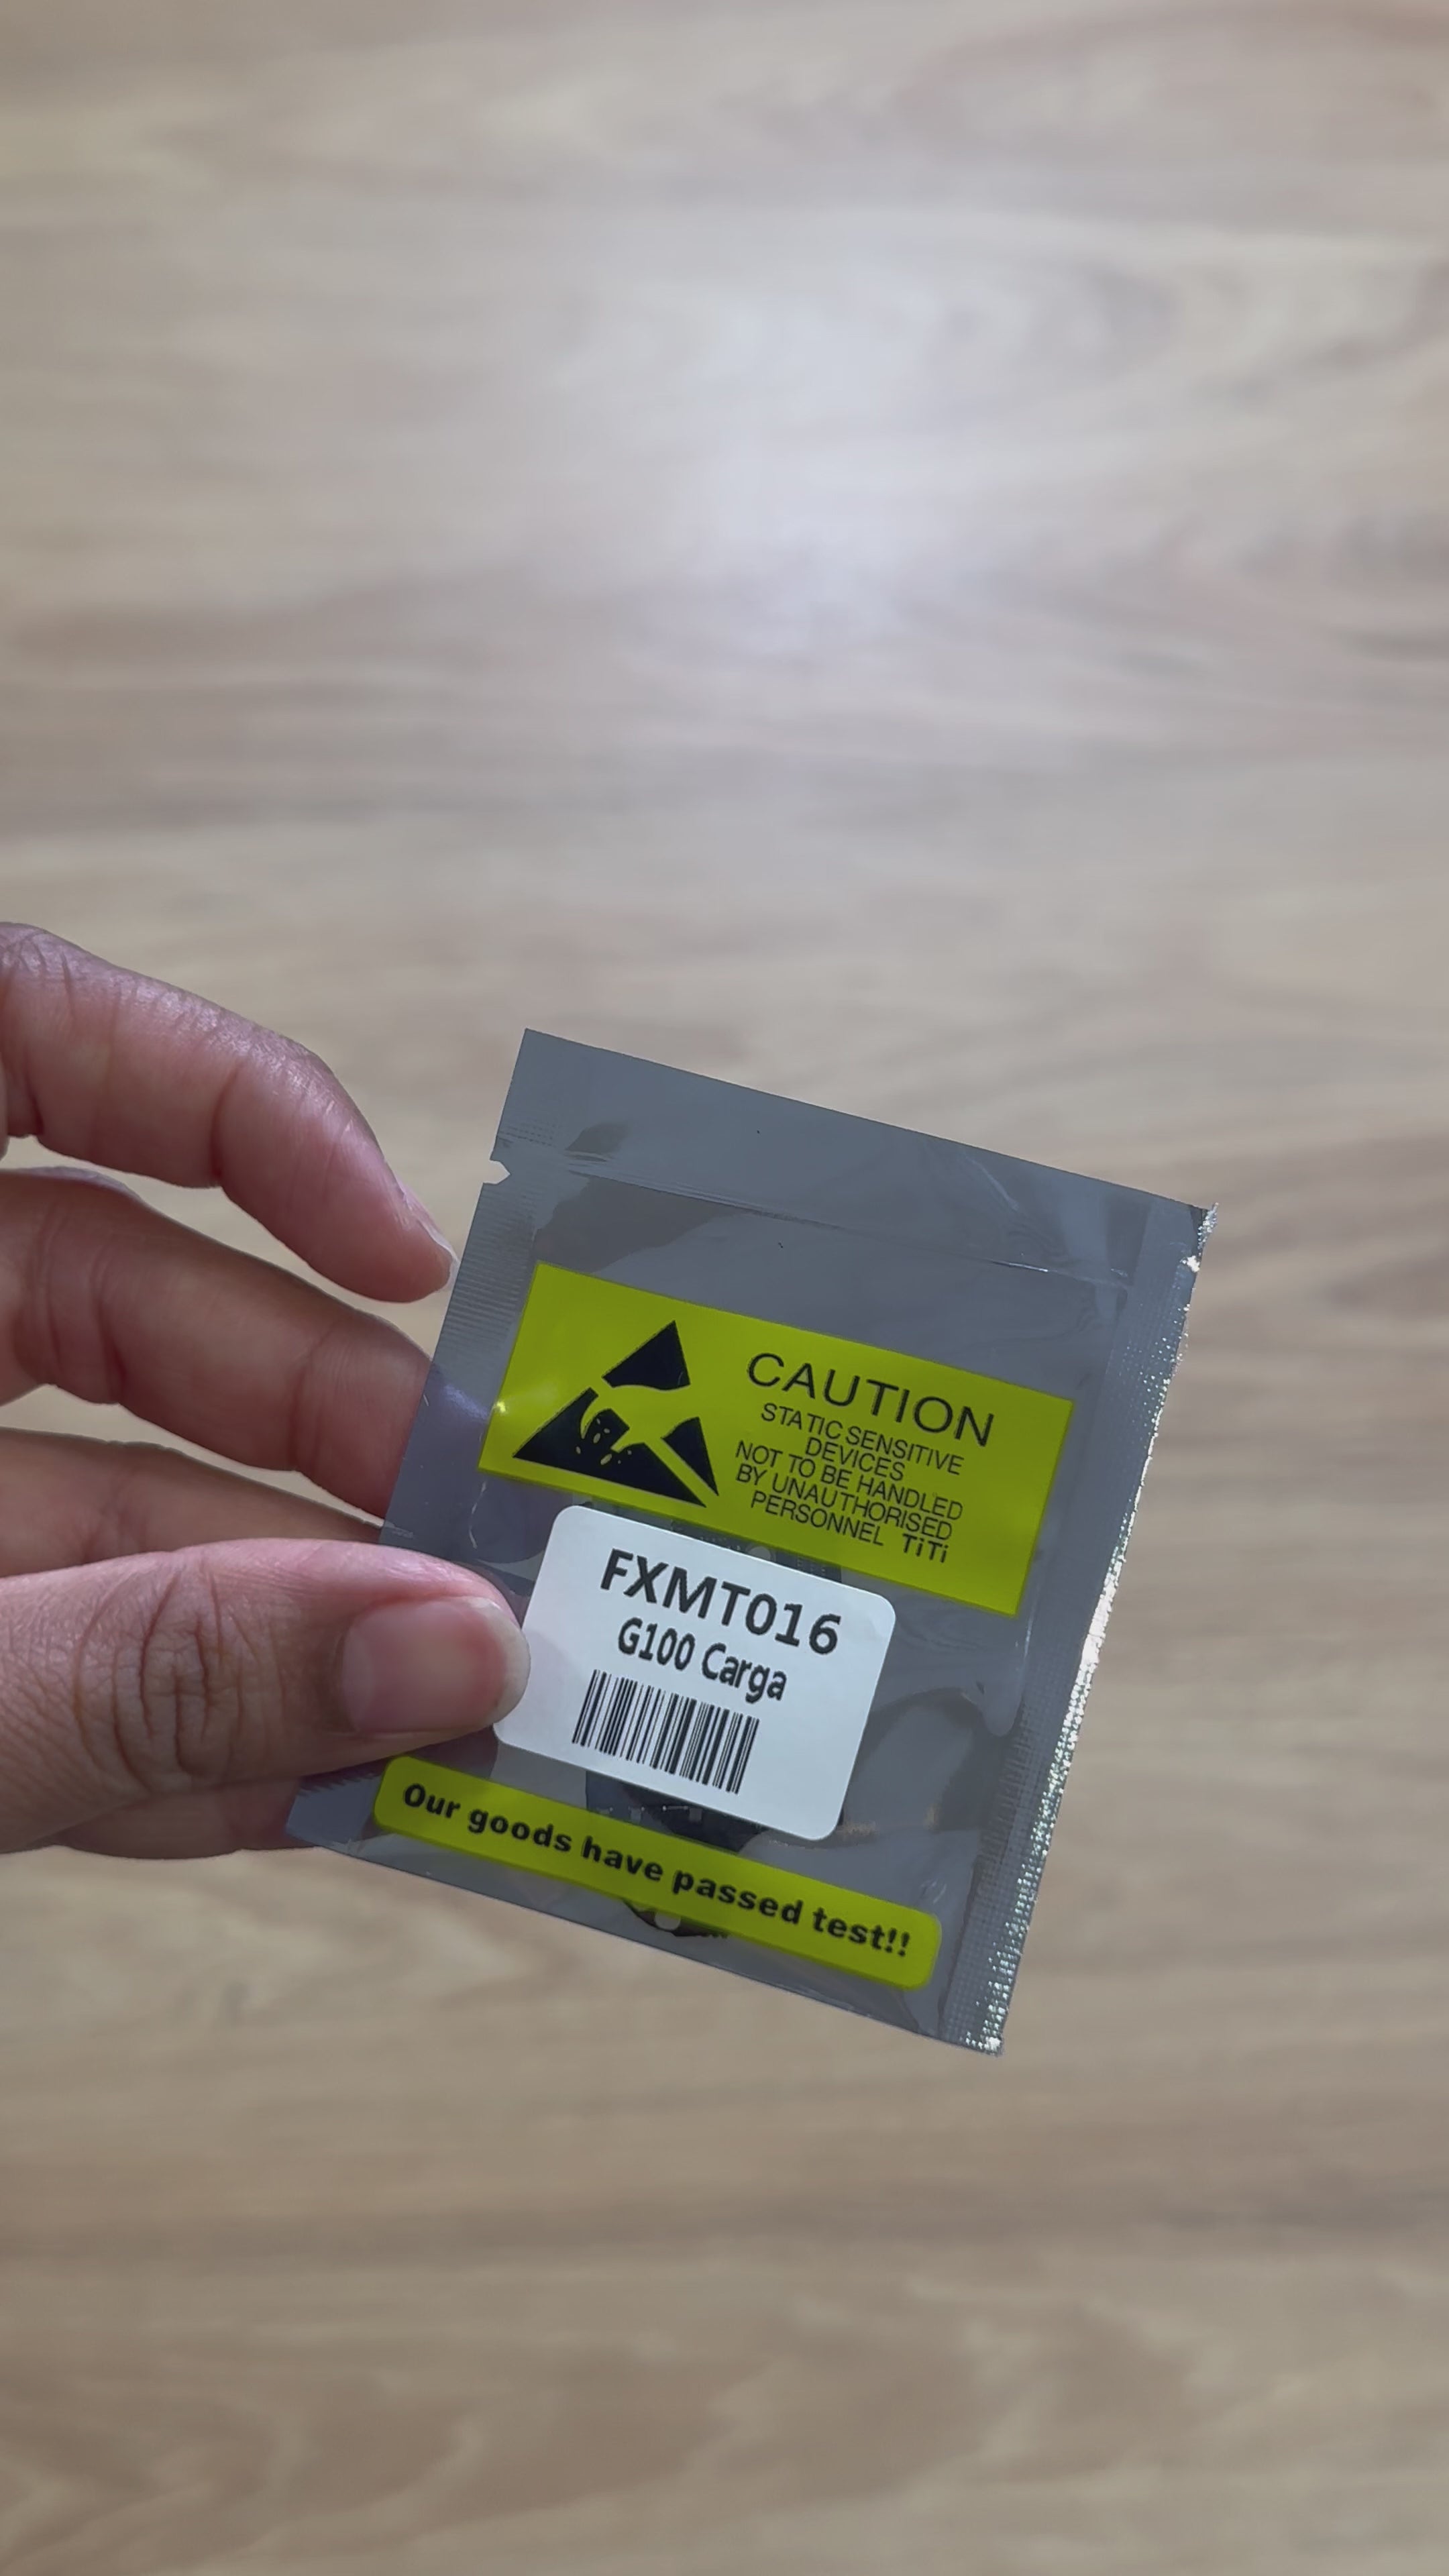 CAUTION
STATIC SENSITIVE
DEVICES
NOT TO BE HANDLED
BY UNAUTHORISED
PERSONNEL TiTi
FXMT016
G100 Carga
Our goods have passed test!!